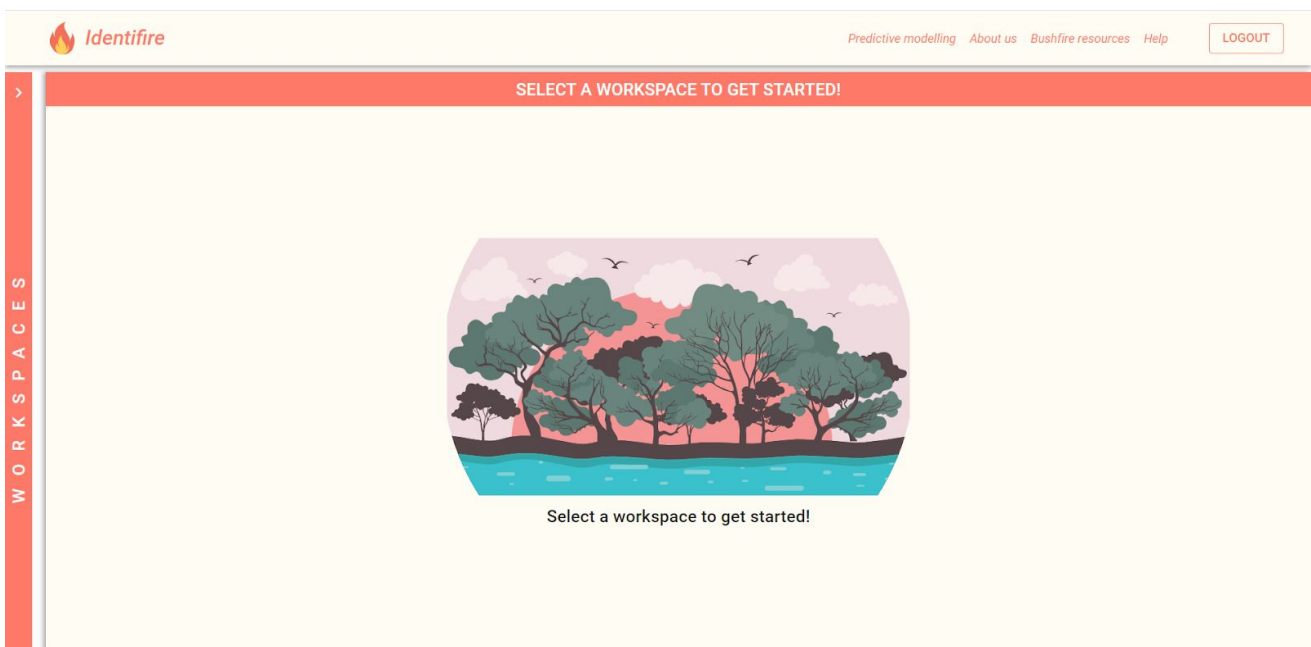 Identifire
Predictive modelling About us Bushfire resources Help LOGOUT
SELECT A WORKSPACE TO GET STARTED!
WORKSPACES
Select a workspace to get started!